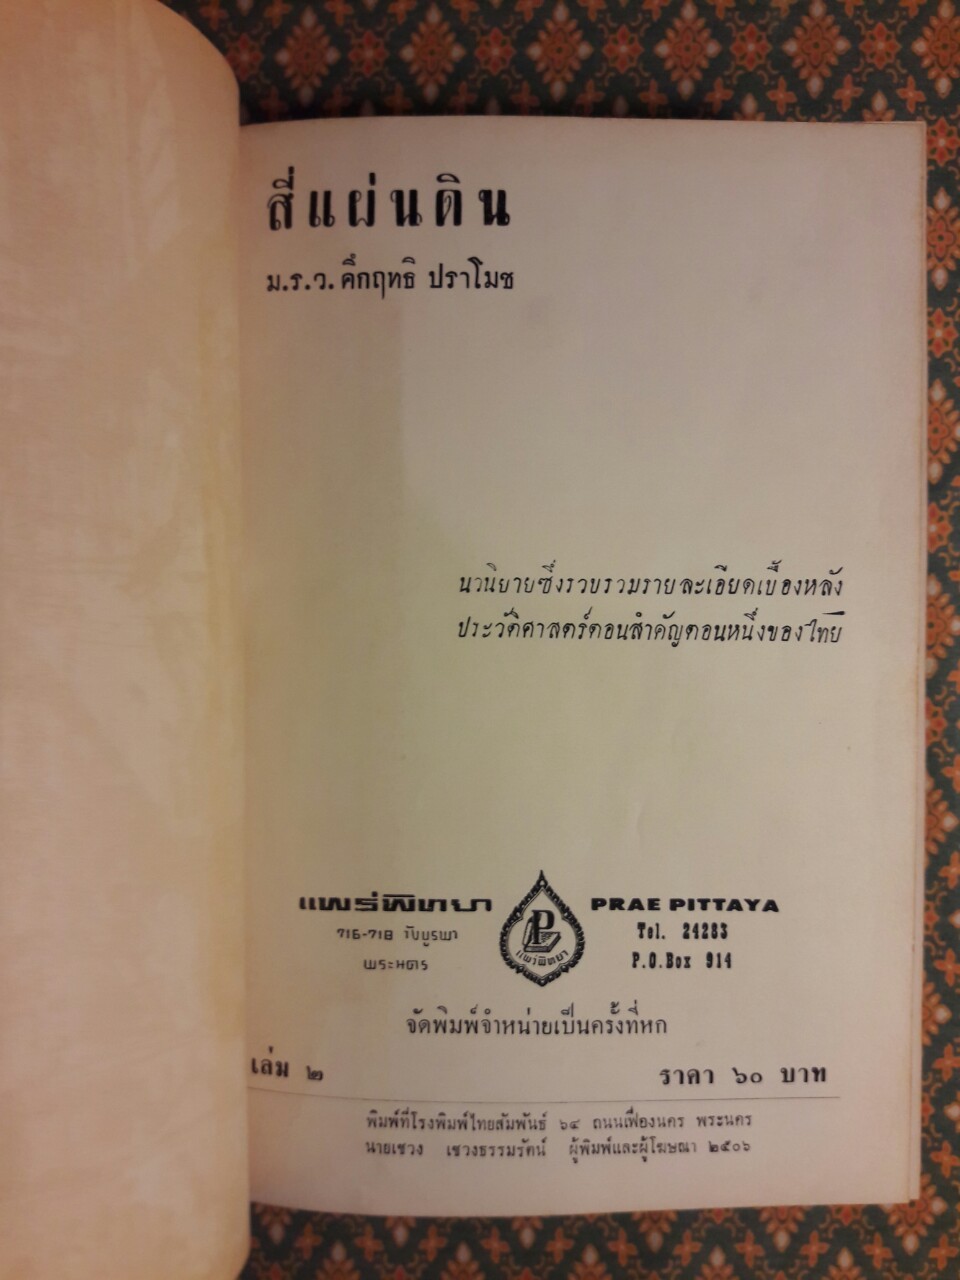 สี่แผ่นดิน
ม.ร.ว. คึกฤทธิ ปราโมช
นวนิยายซึ่งรวบรวมรายละเอียดเบื้องหลัง
ประวัติศาสตร์ตอนสำคัญตอนหนึ่งของไทย
แพร่พิทยา
716-718 วังบูรพา
พระนคร
P
แพร่พิทยา
PRAE PITTAYA
Tel. 24283
P.O.Box 914
จัดพิมพ์จำหน่ายเป็นครั้งที่หก
เล่ม ๒ ราคา ๖๐ บาท
พิมพ์ที่โรงพิมพ์ไทยสัมพันธ์ ๖๔ ถนนเฟื่องนคร พระนคร
นายเชวง เชวงธรรมรัตน์ ผู้พิมพ์และผู้โฆษณา ๒๕๐๖